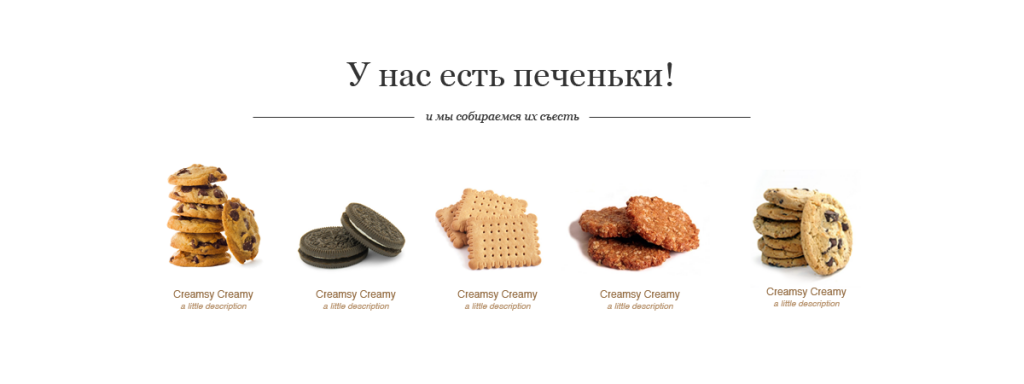 У нас есть печеньки!
и мы собираемся их съесть
Creamsy Creamy
a little description
Creamsy Creamy
a little description
Creamsy Creamy
a little description
Creamsy Creamy
a little description
Creamsy Creamy
a little description